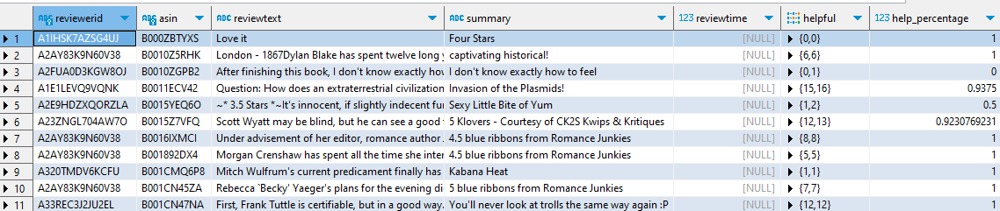 reviewerid asin reviewtext summary reviewtime helpful help_percentage
1 A1IHSK7AZSG4UJ B000ZBTYXS Love it Four Stars [NULL] {0,0} 1
2 A2AY83K9N60V38 B0010Z5RHK London - 1867Dylan Blake has spent twelve long y captivating historical! [NULL] {6,6} 1
3 A2FUA0D3KGW8OJ B0010ZGPB2 After finishing this book, I don't know exactly how I don't know exactly how to feel [NULL] {0,1} 0
4 A1E1LEVQ9VQNK B0011ECV42 Question: How does an extraterrestrial civilization Invasion of the Plasmids! [NULL] {15,16} 0.9375
5 A2E9HDZXQORZLA B0015YEQ6O ~* 3.5 Stars *~It's innocent, if slightly indecent fun Sexy Little Bite of Yum [NULL] {1,2} 0.5
6 A23ZNGL704AW7O B0015Z7VFQ Scott Wyatt may be blind, but he can see a good 5 Klovers - Courtesy of CK2S Kwips & Kritiques [NULL] {12,13} 0.9230769231
7 A2AY83K9N60V38 B0016IXMCI Under advisement of her editor, romance author 4.5 blue ribbons from Romance Junkies [NULL] {8,8} 1
8 A2AY83K9N60V38 B001892DX4 Morgan Crenshaw has spent all the time she inter 4.5 blue ribbons from Romance Junkies [NULL] {5,5} 1
9 A320TMDV6KCFU B001CMQ6P8 Mitch Wulfrum's current predicament finally has Kabana Heat [NULL] {1,1} 1
10 A2AY83K9N60V38 B001CN45ZA Rebecca `Becky' Yaeger's plans for the evening di 5 blue ribbons from Romance Junkies [NULL] {7,7} 1
11 A33REC3J2JU2EL B001CN47NA First, Frank Tuttle is certifiable, but in a good way. You'll never look at trolls the same way again :P [NULL] {12,12} 1